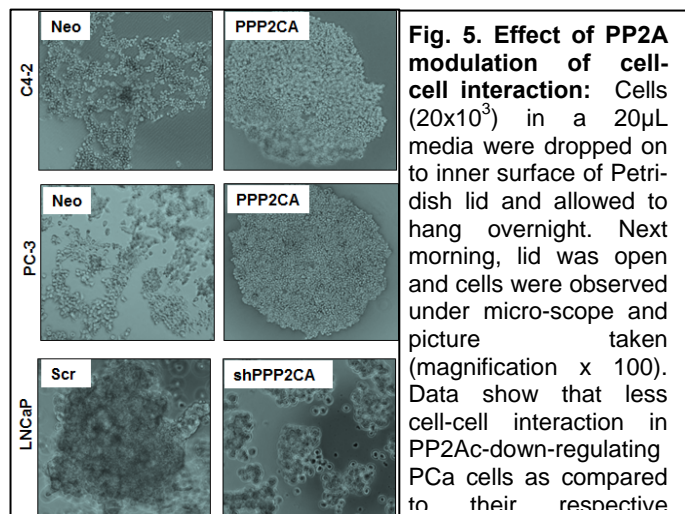 Neo
PPP2CA
C4-2
Neo
PPP2CA
PC-3
Scr
shPPP2CA
LNCaP
Fig. 5. Effect of PP2A
modulation of cell-
cell interaction: Cells
(20x10³) in a 20µL
media were dropped on
to inner surface of Petri-
dish lid and allowed to
hang overnight. Next
morning, lid was open
and cells were observed
under micro-scope and
picture taken
(magnification x 100).
Data show that less
cell-cell interaction in
PP2Ac-down-regulating
PCa cells as compared
to their respective